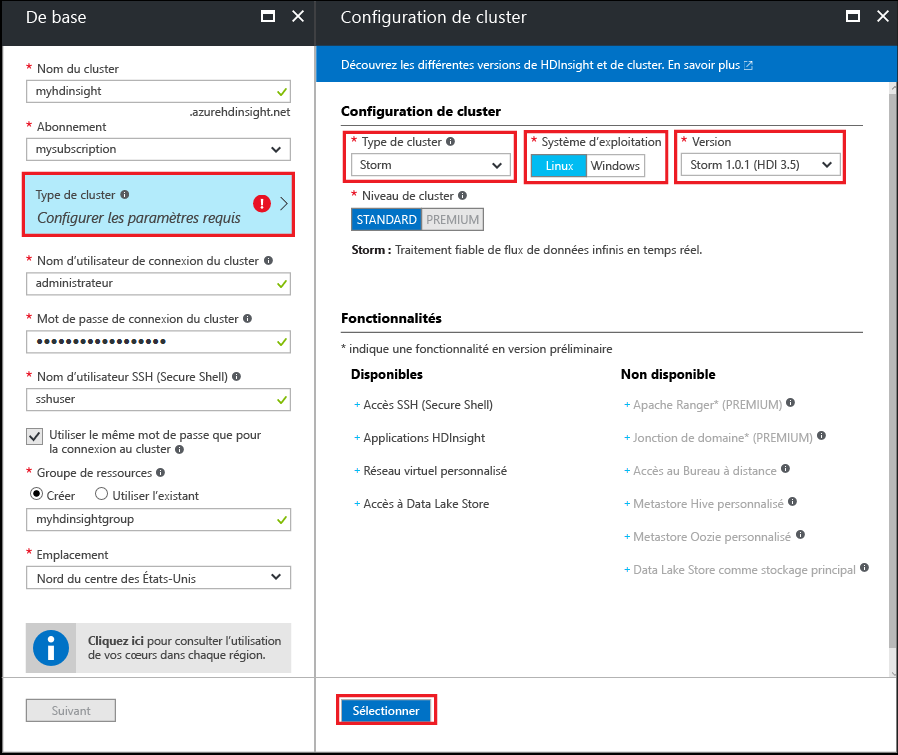 De base
* Nom du cluster
myhdinsight
.azurehdinsight.net
* Abonnement
mysubscription
Type de cluster
Configurer les paramètres requis
* Nom d'utilisateur de connexion du cluster
administrateur
* Mot de passe de connexion du cluster
* Nom d'utilisateur SSH (Secure Shell)
sshuser
Utiliser le même mot de passe que pour
la connexion au cluster
* Groupe de ressources
Créer Utiliser l'existant
myhdinsightgroup
* Emplacement
Nord du centre des États-Unis
Cliquez ici pour consulter l'utilisation
de vos cœurs dans chaque région.
Suivant
Configuration de cluster
Découvrez les différentes versions de HDInsight et de cluster. En savoir plus
Configuration de cluster
* Type de cluster
Storm
* Système d'exploitation
Linux Windows
* Version
Storm 1.0.1 (HDI 3.5)
* Niveau de cluster
STANDARD PREMIUM
Storm : Traitement fiable de flux de données infinis en temps réel.
Fonctionnalités
* indique une fonctionnalité en version préliminaire
Disponibles
+ Accès SSH (Secure Shell)
+ Applications HDInsight
+ Réseau virtuel personnalisé
+ Accès à Data Lake Store
Non disponible
+ Apache Ranger* (PREMIUM)
+ Jonction de domaine* (PREMIUM)
+ Accès au Bureau à distance
+ Metastore Hive personnalisé
+ Metastore Oozie personnalisé
+ Data Lake Store comme stockage principal
Sélectionner